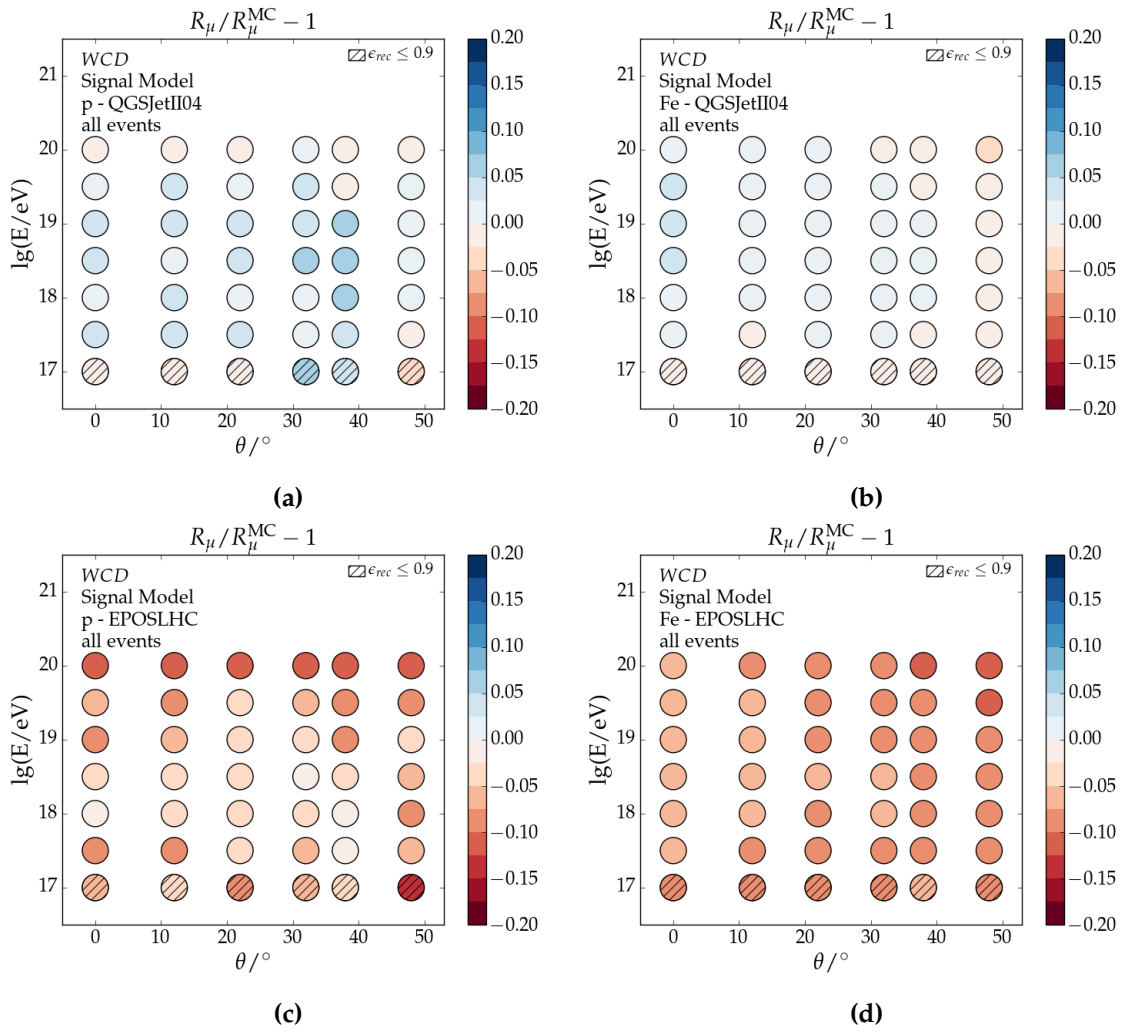 R_μ/R_μ^MC − 1
WCD
Signal Model
p - QGSJetII04
all events
ϵ_rec ≤ 0.9
21
20
19
18
17
lg(E/eV)
0 10 20 30 40 50
θ/°
0.20
0.15
0.10
0.05
0.00
−0.05
−0.10
−0.15
−0.20
(a)
R_μ/R_μ^MC − 1
WCD
Signal Model
Fe - QGSJetII04
all events
ϵ_rec ≤ 0.9
21
20
19
18
17
lg(E/eV)
0 10 20 30 40 50
θ/°
0.20
0.15
0.10
0.05
0.00
−0.05
−0.10
−0.15
−0.20
(b)
R_μ/R_μ^MC − 1
WCD
Signal Model
p - EPOSLHC
all events
ϵ_rec ≤ 0.9
21
20
19
18
17
lg(E/eV)
0 10 20 30 40 50
θ/°
0.20
0.15
0.10
0.05
0.00
−0.05
−0.10
−0.15
−0.20
(c)
R_μ/R_μ^MC − 1
WCD
Signal Model
Fe - EPOSLHC
all events
ϵ_rec ≤ 0.9
21
20
19
18
17
lg(E/eV)
0 10 20 30 40 50
θ/°
0.20
0.15
0.10
0.05
0.00
−0.05
−0.10
−0.15
−0.20
(d)